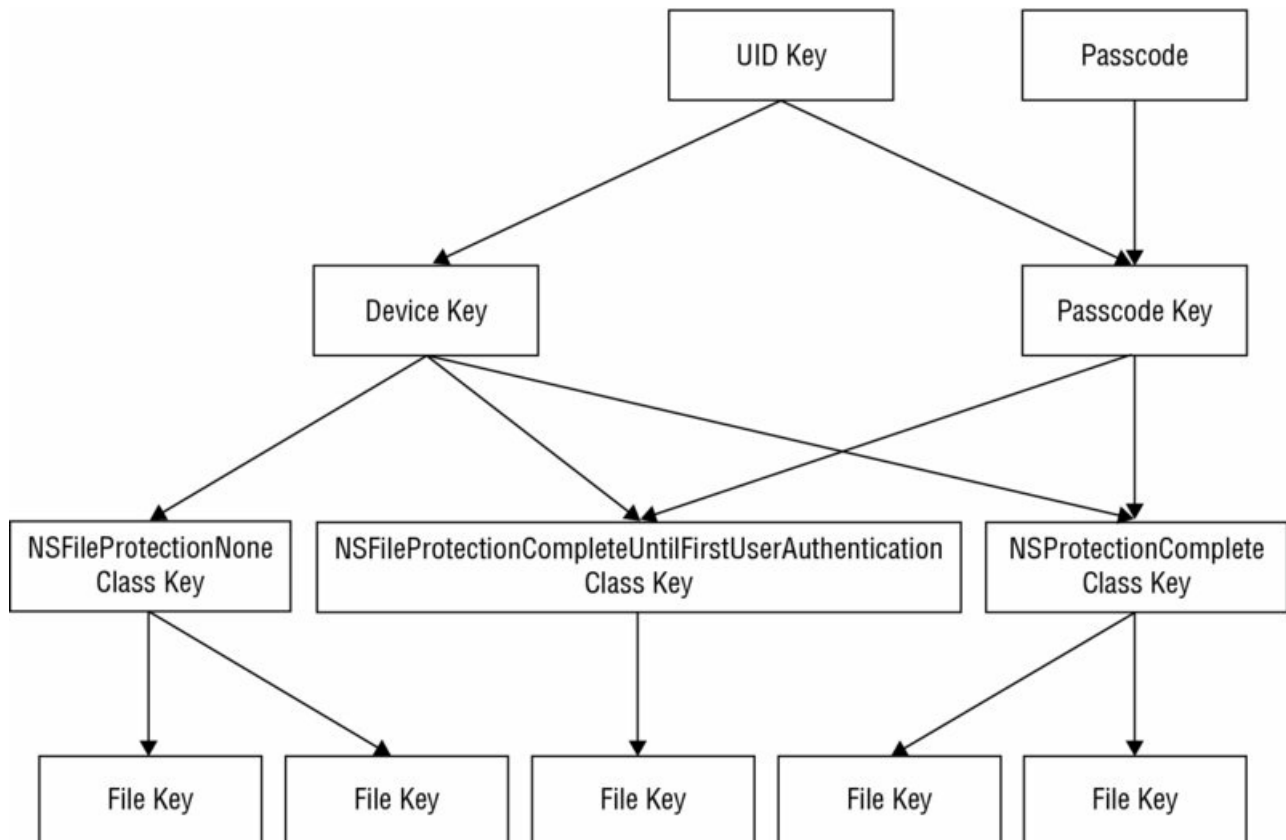 UID Key
Passcode
Device Key
Passcode Key
NSFileProtectionNone
Class Key
NSFileProtectionCompleteUntilFirstUserAuthentication
Class Key
NSProtectionComplete
Class Key
File Key
File Key
File Key
File Key
File Key